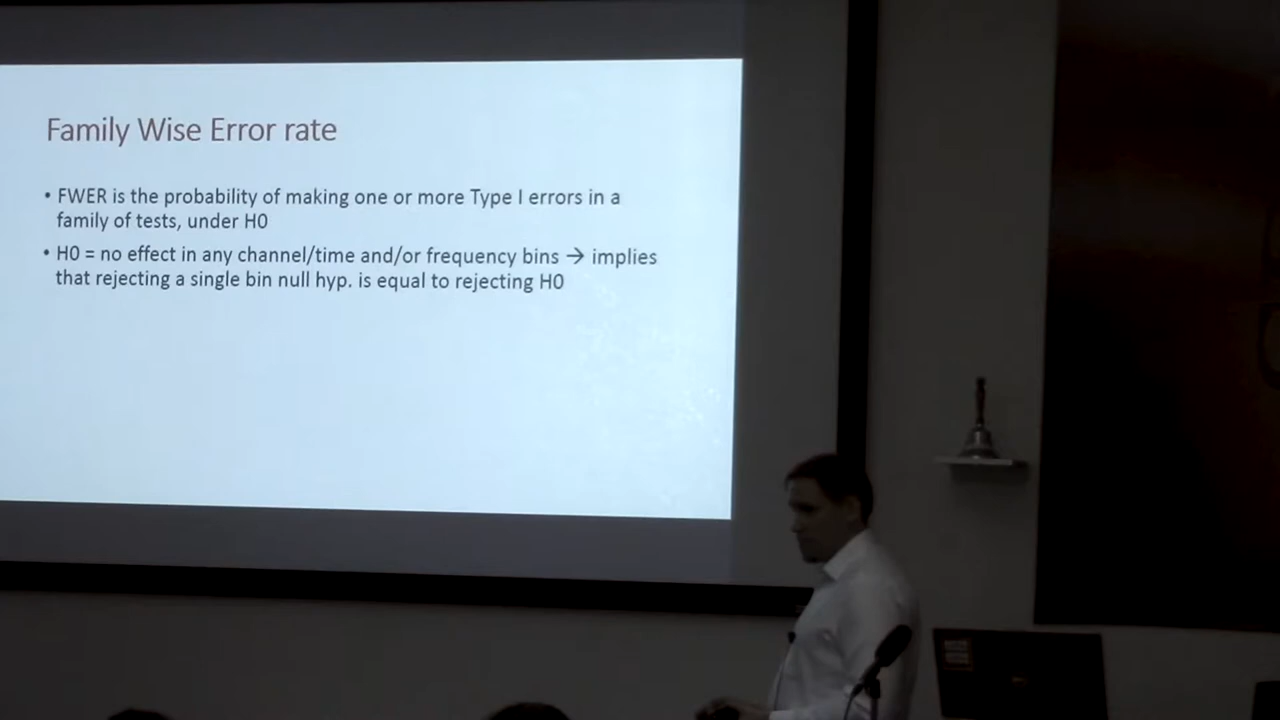 Family Wise Error rate
• FWER is the probability of making one or more Type I errors in a
family of tests, under H0
• H0 = no effect in any channel/time and/or frequency bins → implies
that rejecting a single bin null hyp. is equal to rejecting H0